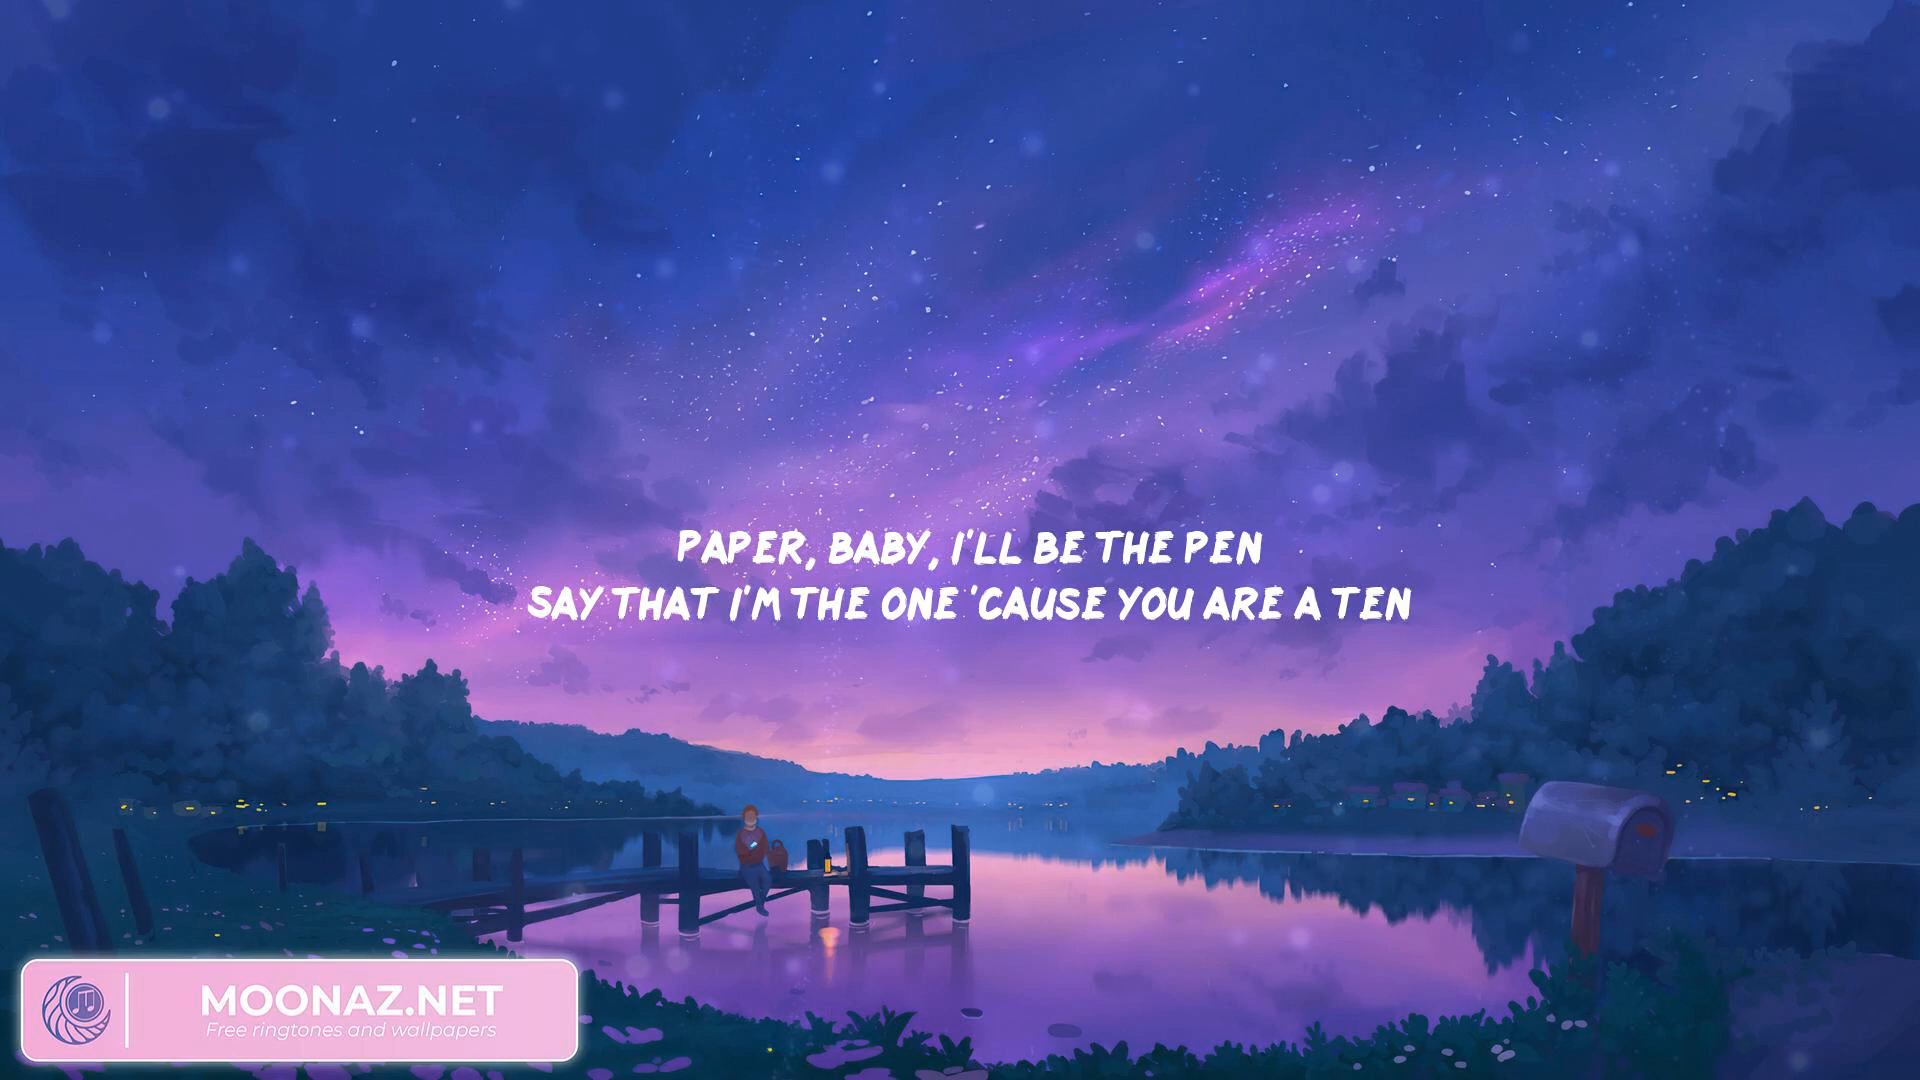 PAPER, BABY, I'LL BE THE PEN
SAY THAT I'M THE ONE 'CAUSE YOU ARE A TEN
MOONAZ.NET
Free ringtones and wallpapers